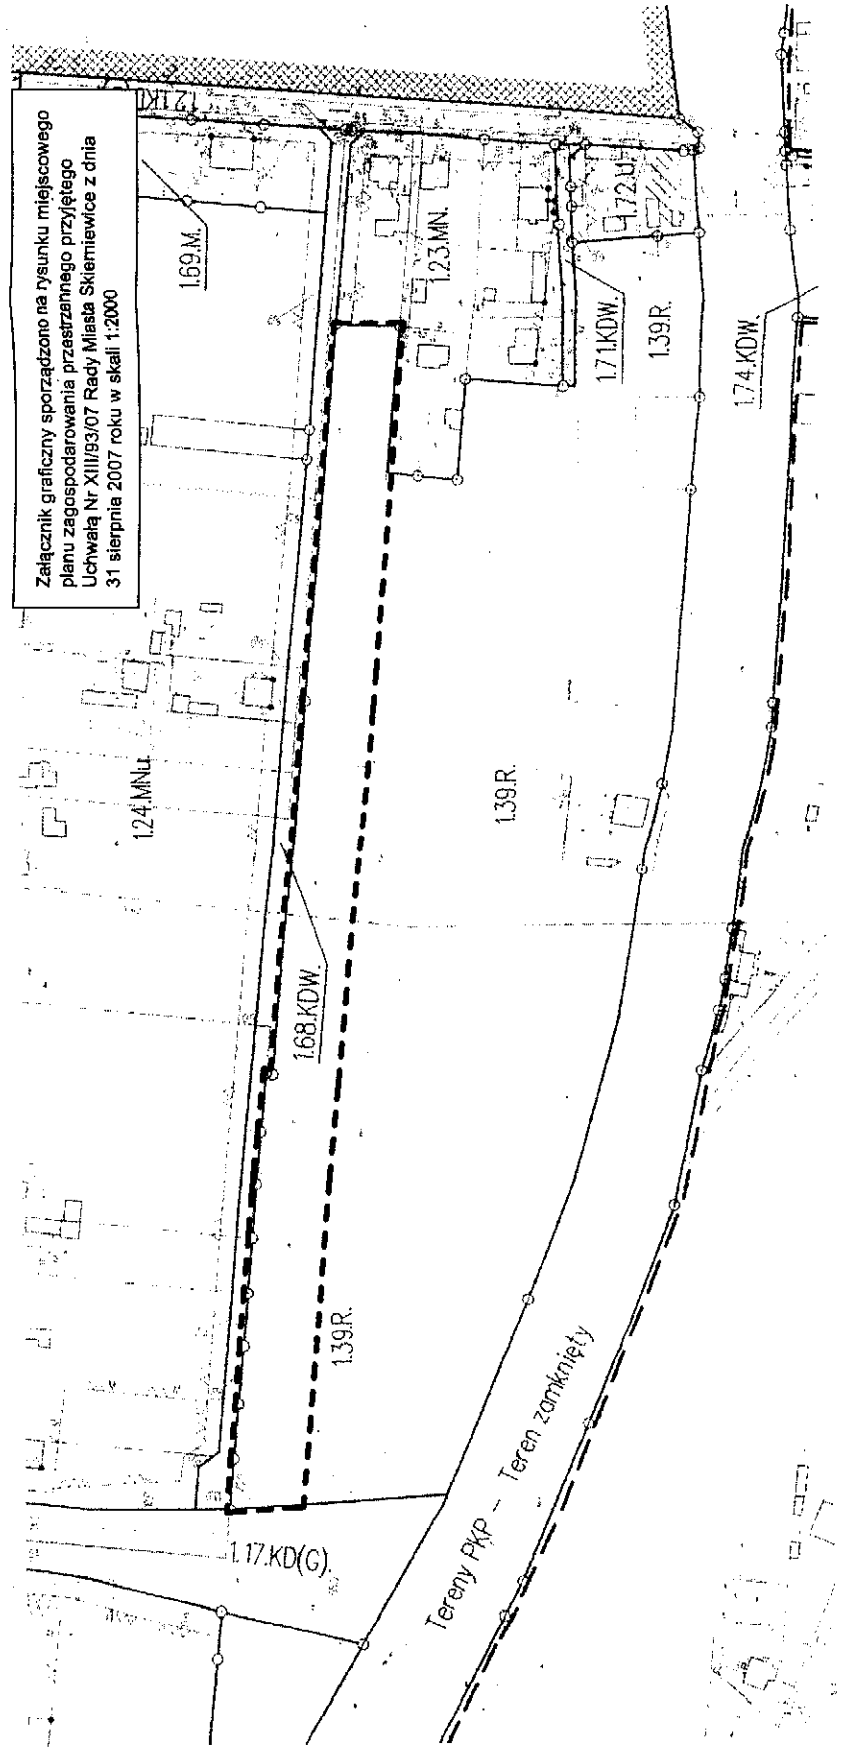 Załącznik graficzny sporządzono na rysunku miejscowego
planu zagospodarowania przestrzennego przyjętego
Uchwałą Nr XIII/93/07 Rady Miasta Skierniewice z dnia
31 sierpnia 2007 roku w skali 1:2000
1.69.M.
1.23.MN.
1.72.U.
1.71.KDW.
1.39.R.
1.74.KDW.
1.24.MNu.
1.39.R.
1.68.KDW.
1.39.R.
1.17.KD(G).
Tereny PKP - Teren zamknięty